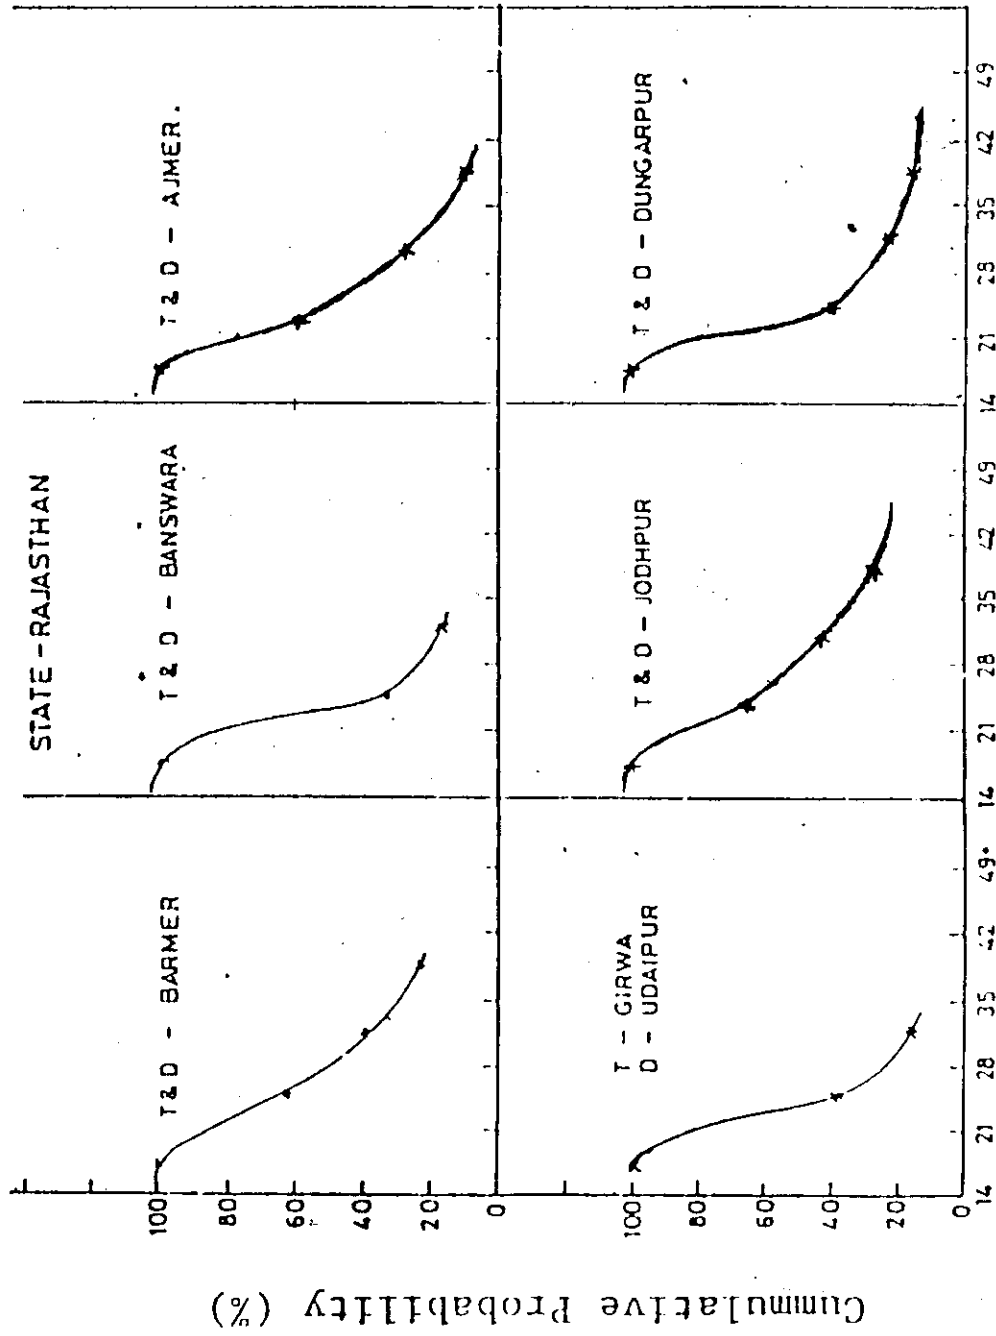 STATE-RAJASTHAN
T&D - BARMER
T & D - BANSWARA
T & D - AJMER.
100
80
60
40
20
T - GIRWA
D - UDAIPUR
T & D - JODHPUR
T & D - DUNGARPUR
100
80
60
40
20
0
14 21 28 35 42 49 14 21 28 35 42 49 14 21 28 35 42 49
Cummulative Probability (%)